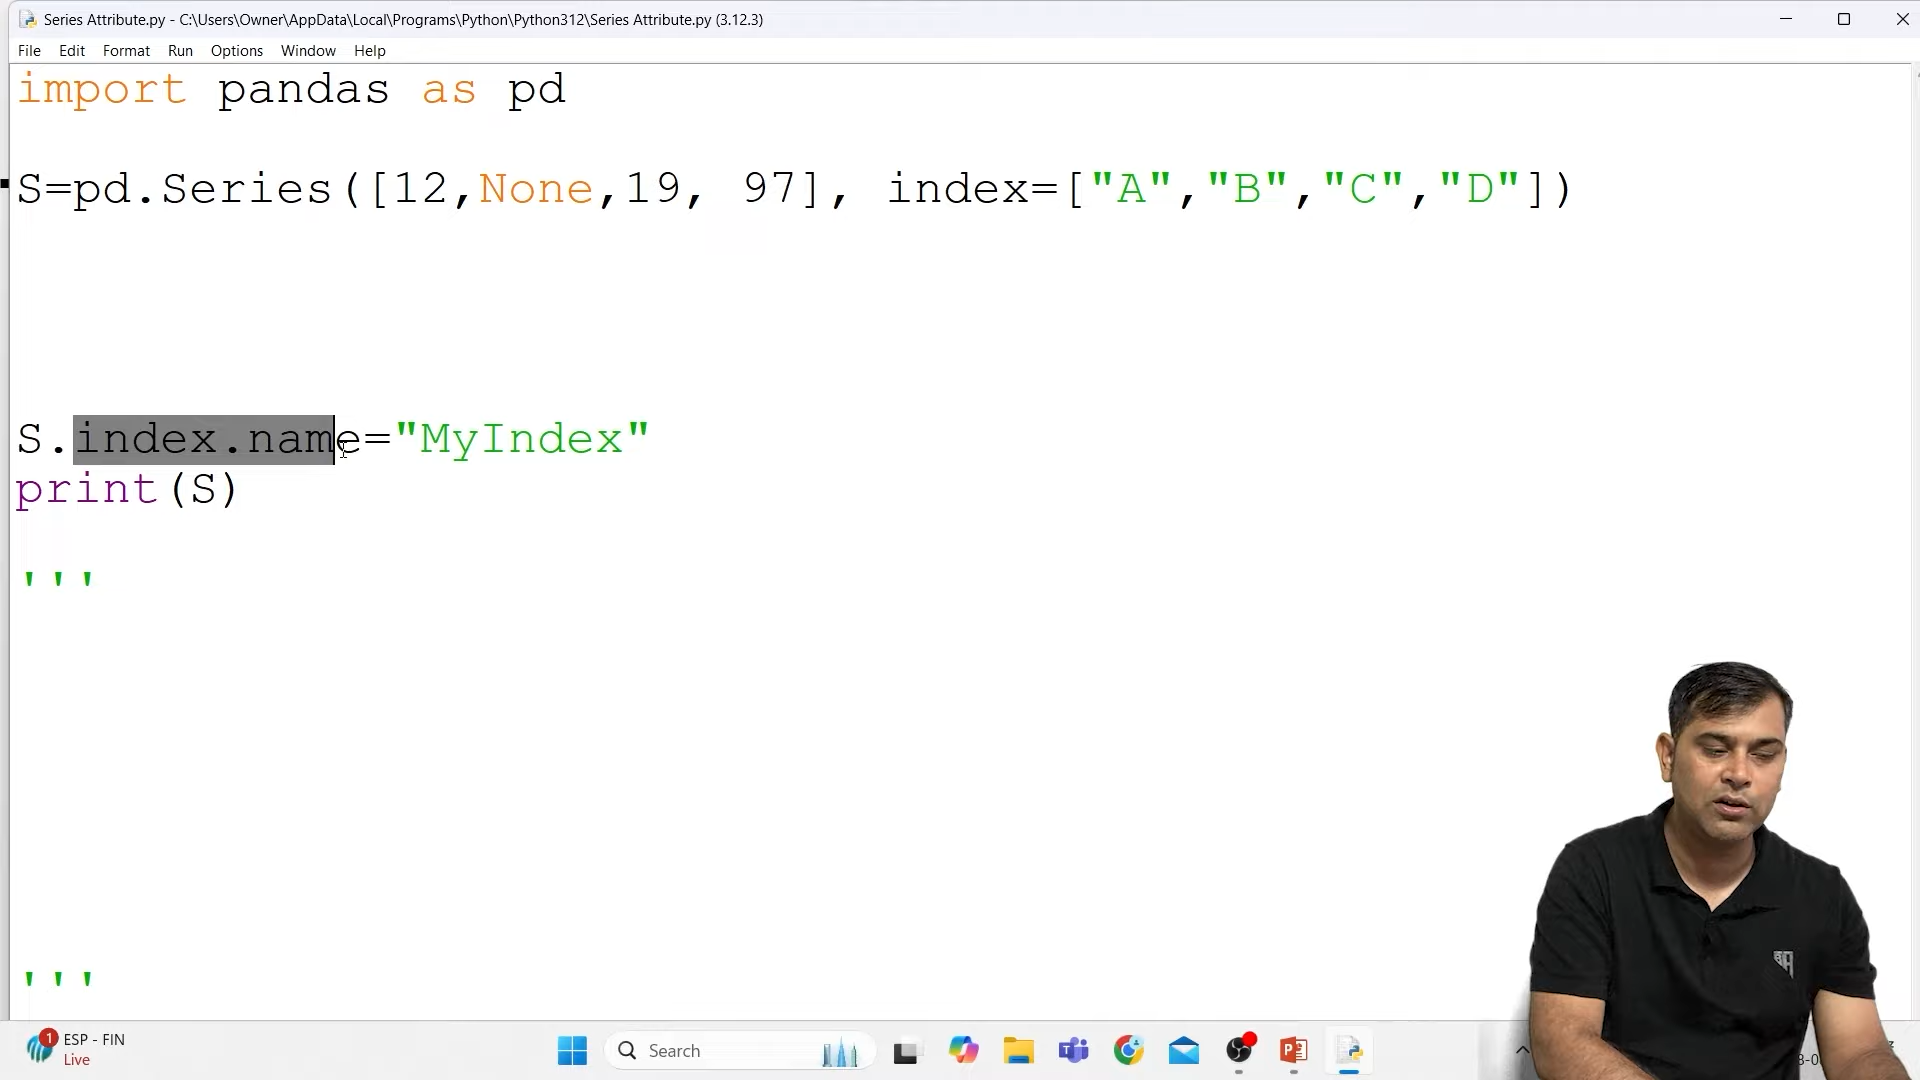 Series Attribute.py - C:\Users\Owner\AppData\Local\Programs\Python\Python312\Series Attribute.py (3.12.3)
File Edit Format Run Options Window Help
import pandas as pd
S=pd.Series([12,None,19, 97], index=["A","B","C","D"])
S.index.name="MyIndex"
print(S)
'''
'''
1
ESP - FIN
Live
Search